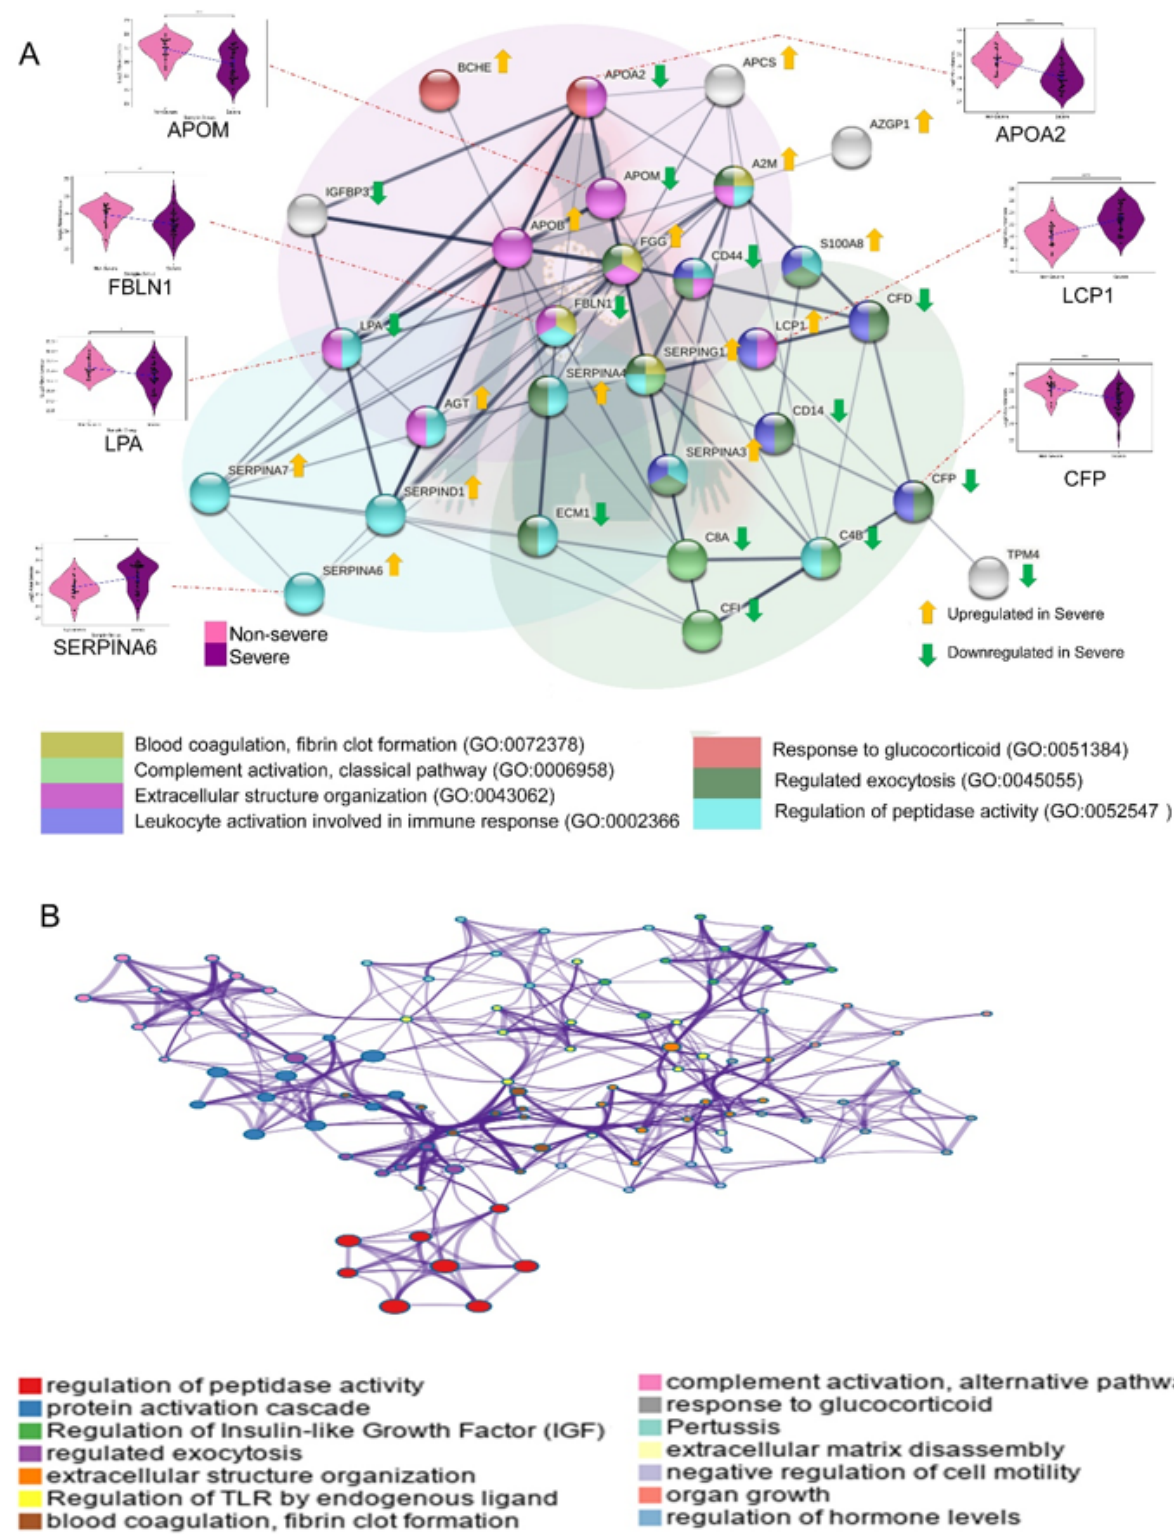 A
APOM
FBLN1
LPA
SERPINA6
APOA2
LCP1
CFP
BCHE
APOA2
APCS
AZGP1
IGFBP3
APOM
A2M
APOB
FGG
CD44
S100A8
FBLN1
CFD
LPA
LCP1
SERPING1
SERPINA4
AGT
CD14
SERPINA3
SERPINA7
SERPIND1
CFP
ECM1
C8A
C4B
SERPINA6
TPM4
CFI
Non-severe
Severe
Upregulated in Severe
Downregulated in Severe
Blood coagulation, fibrin clot formation (GO:0072378)
Complement activation, classical pathway (GO:0006958)
Extracellular structure organization (GO:0043062)
Leukocyte activation involved in immune response (GO:0002366
Response to glucocorticoid (GO:0051384)
Regulated exocytosis (GO:0045055)
Regulation of peptidase activity (GO:0052547 )
B
regulation of peptidase activity
protein activation cascade
Regulation of Insulin-like Growth Factor (IGF)
regulated exocytosis
extracellular structure organization
Regulation of TLR by endogenous ligand
blood coagulation, fibrin clot formation
complement activation, alternative pathwa
response to glucocorticoid
Pertussis
extracellular matrix disassembly
negative regulation of cell motility
organ growth
regulation of hormone levels